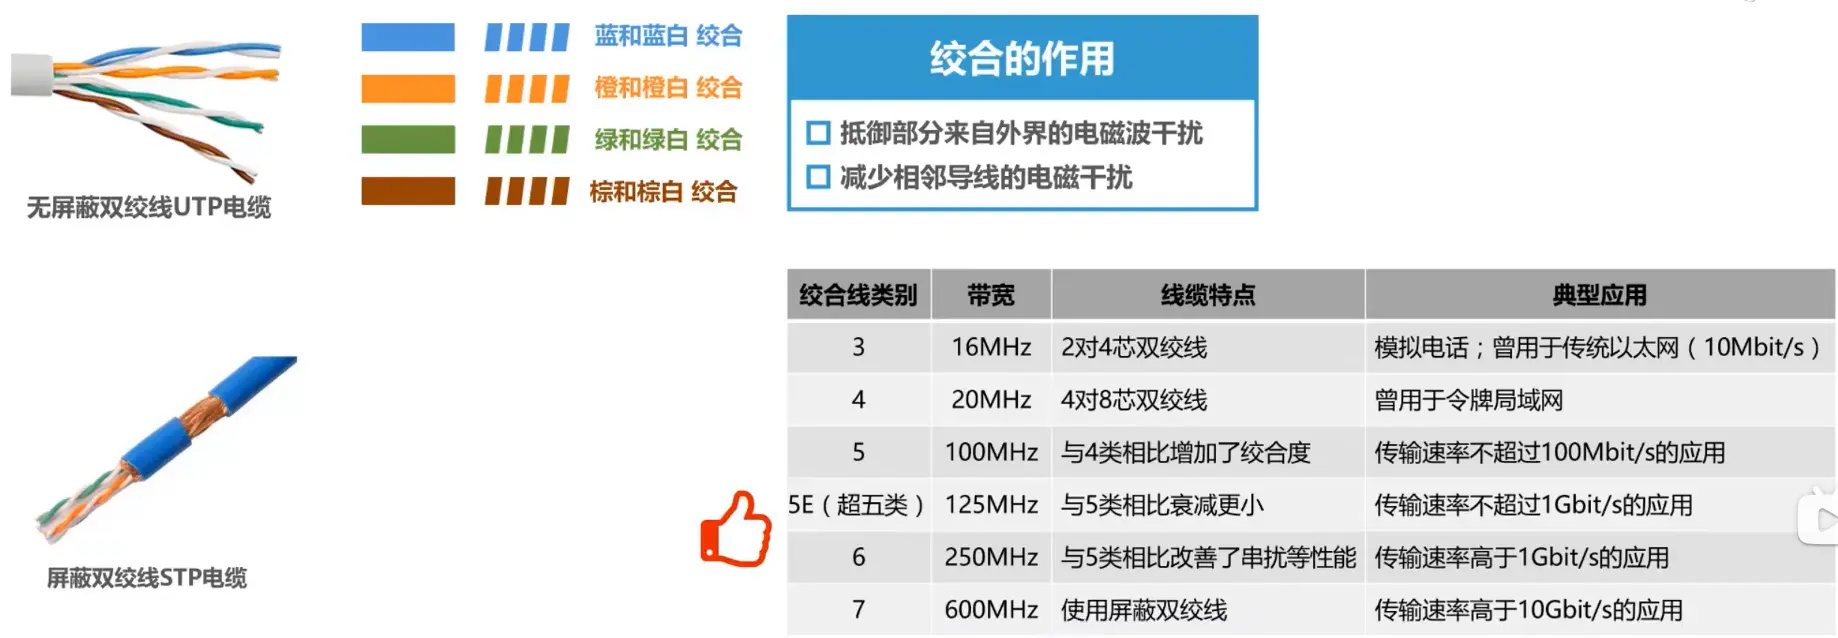 蓝和蓝白 绞合
橙和橙白 绞合
绿和绿白 绞合
棕和棕白 绞合
无屏蔽双绞线UTP电缆
绞合的作用
抵御部分来自外界的电磁波干扰
减少相邻导线的电磁干扰
屏蔽双绞线STP电缆
绞合线类别 带宽 线缆特点 典型应用
3 16MHz 2对4芯双绞线 模拟电话；曾用于传统以太网（10Mbit/s）
4 20MHz 4对8芯双绞线 曾用于令牌局域网
5 100MHz 与4类相比增加了绞合度 传输速率不超过100Mbit/s的应用
5E（超五类） 125MHz 与5类相比衰减更小 传输速率不超过1Gbit/s的应用
6 250MHz 与5类相比改善了串扰等性能 传输速率高于1Gbit/s的应用
7 600MHz 使用屏蔽双绞线 传输速率高于10Gbit/s的应用